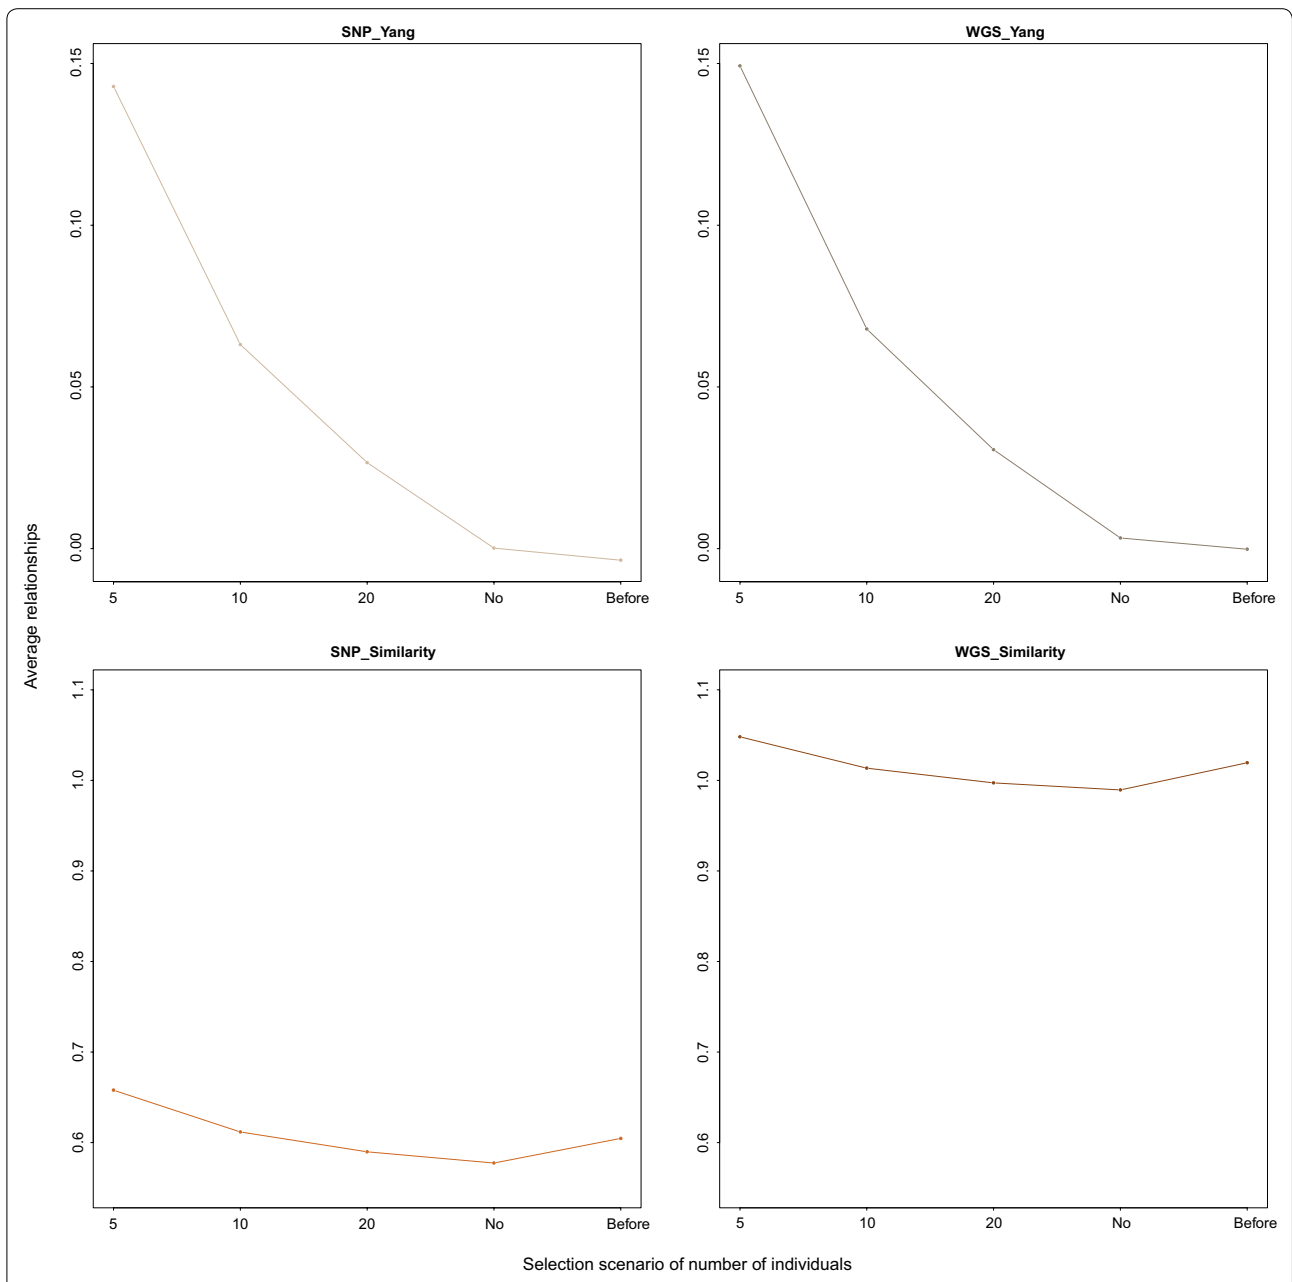 SNP_Yang
WGS_Yang
0.15
0.10
0.05
0.00
5 10 20 No Before
0.15
0.10
0.05
0.00
5 10 20 No Before
Average relationships
SNP_Similarity
WGS_Similarity
1.1
1.0
0.9
0.8
0.7
0.6
5 10 20 No Before
1.1
1.0
0.9
0.8
0.7
0.6
5 10 20 No Before
Selection scenario of number of individuals